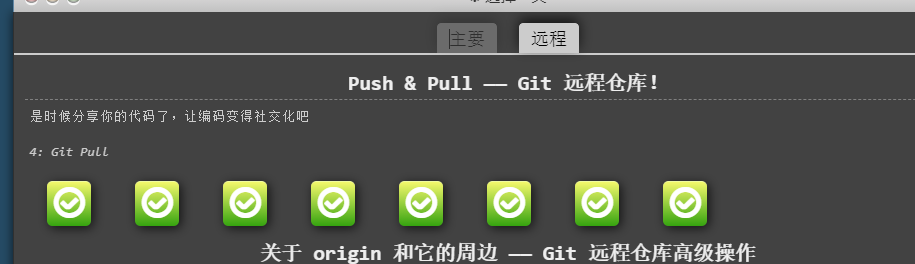 主要 远程
Push & Pull —— Git 远程仓库！
是时候分享你的代码了，让编码变得社交化吧
4: Git Pull
关于 origin 和它的周边 —— Git 远程仓库高级操作